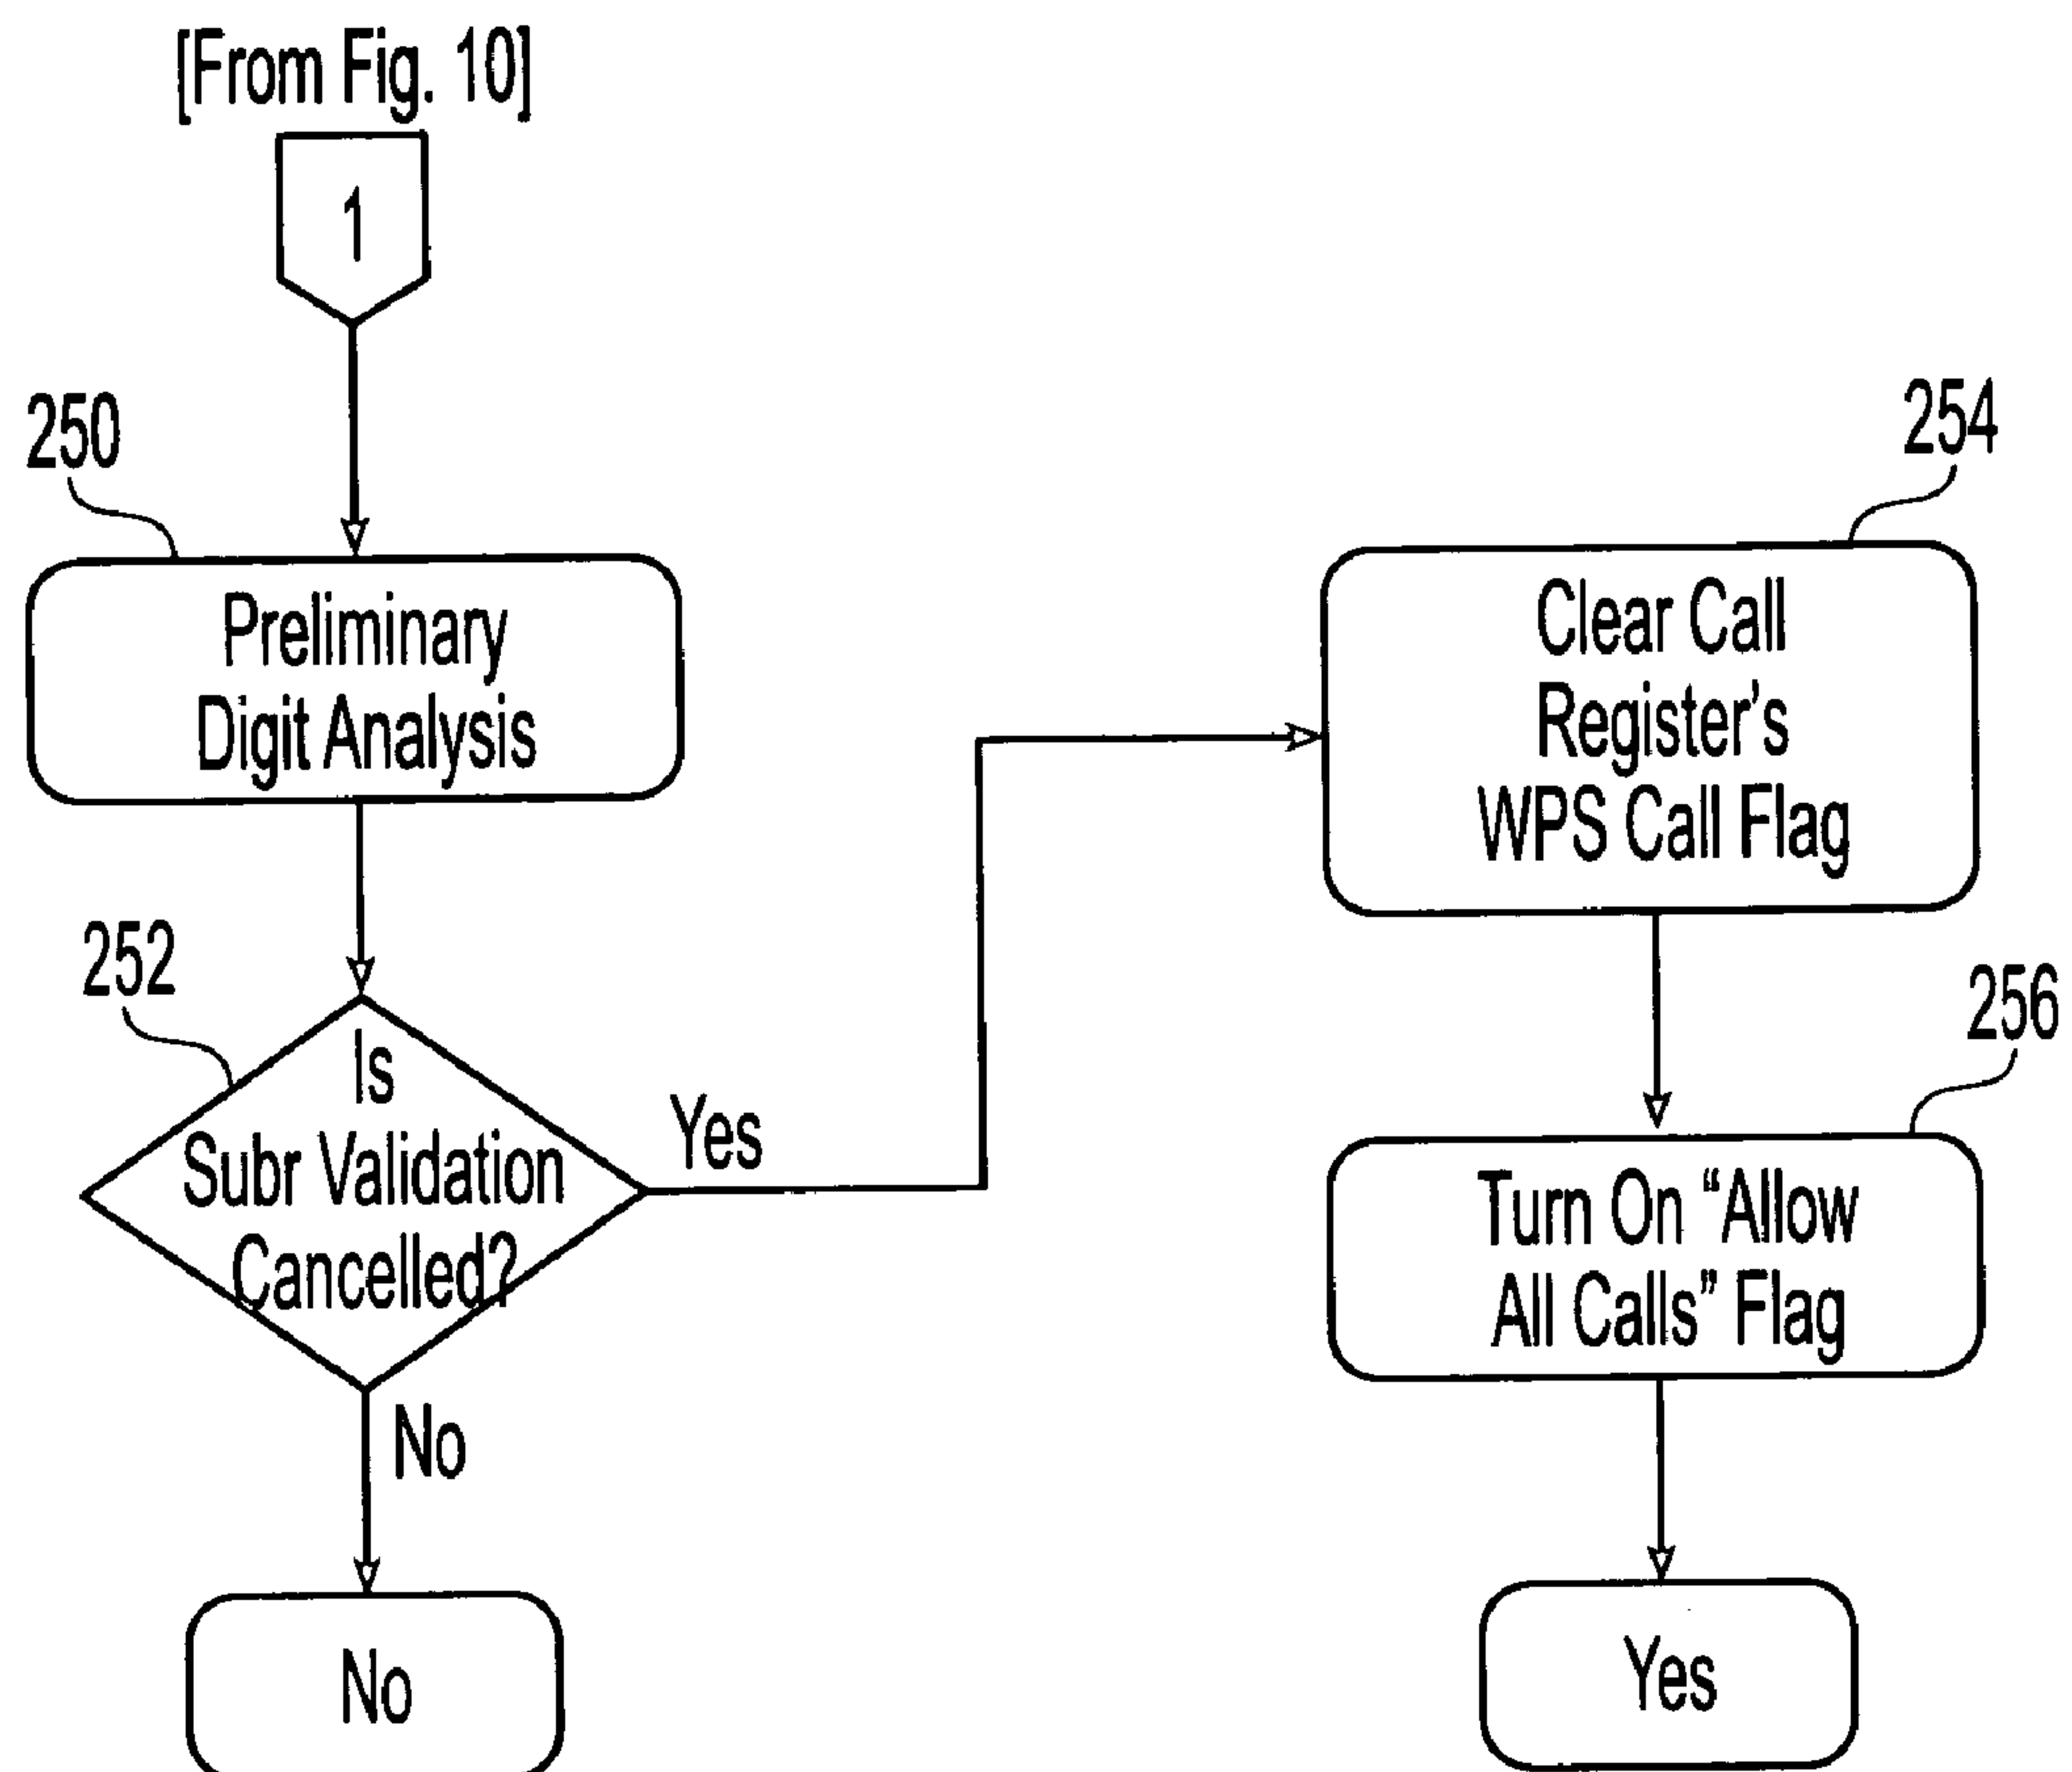 [From Fig. 10]
1
250
Preliminary
Digit Analysis
252
Is
Subr Validation
Cancelled?
Yes
No
No
254
Clear Call
Register's
WPS Call Flag
256
Turn On “Allow
All Calls” Flag
Yes